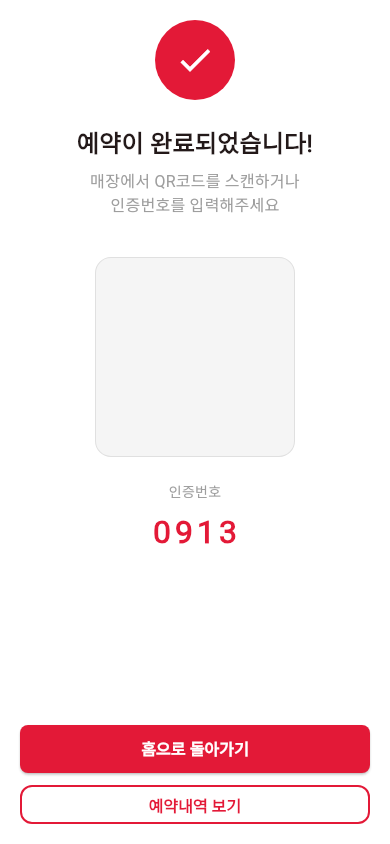 예약이 완료되었습니다!
매장에서 QR코드를 스캔하거나
인증번호를 입력해주세요
인증번호
0913
홈으로 돌아가기
예약내역 보기